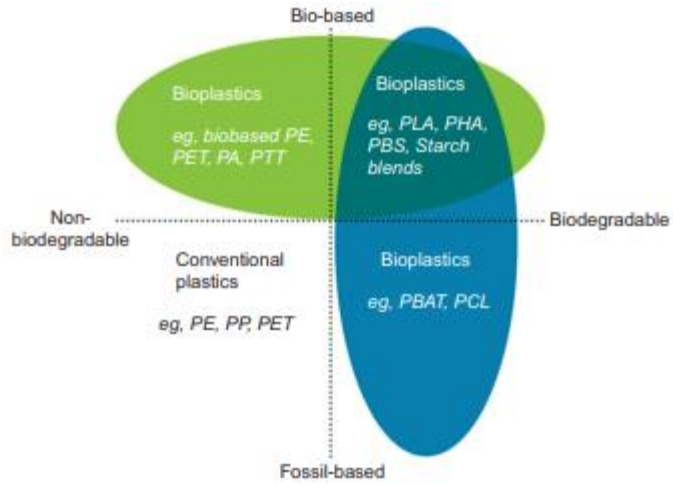 Bio-based
Bioplastics
eg, biobased PE,
PET, PA, PTT
Bioplastics
eg, PLA, PHA,
PBS, Starch
blends
Non-
biodegradable
Biodegradable
Conventional
plastics
eg, PE, PP, PET
Bioplastics
eg, PBAT, PCL
Fossil-based